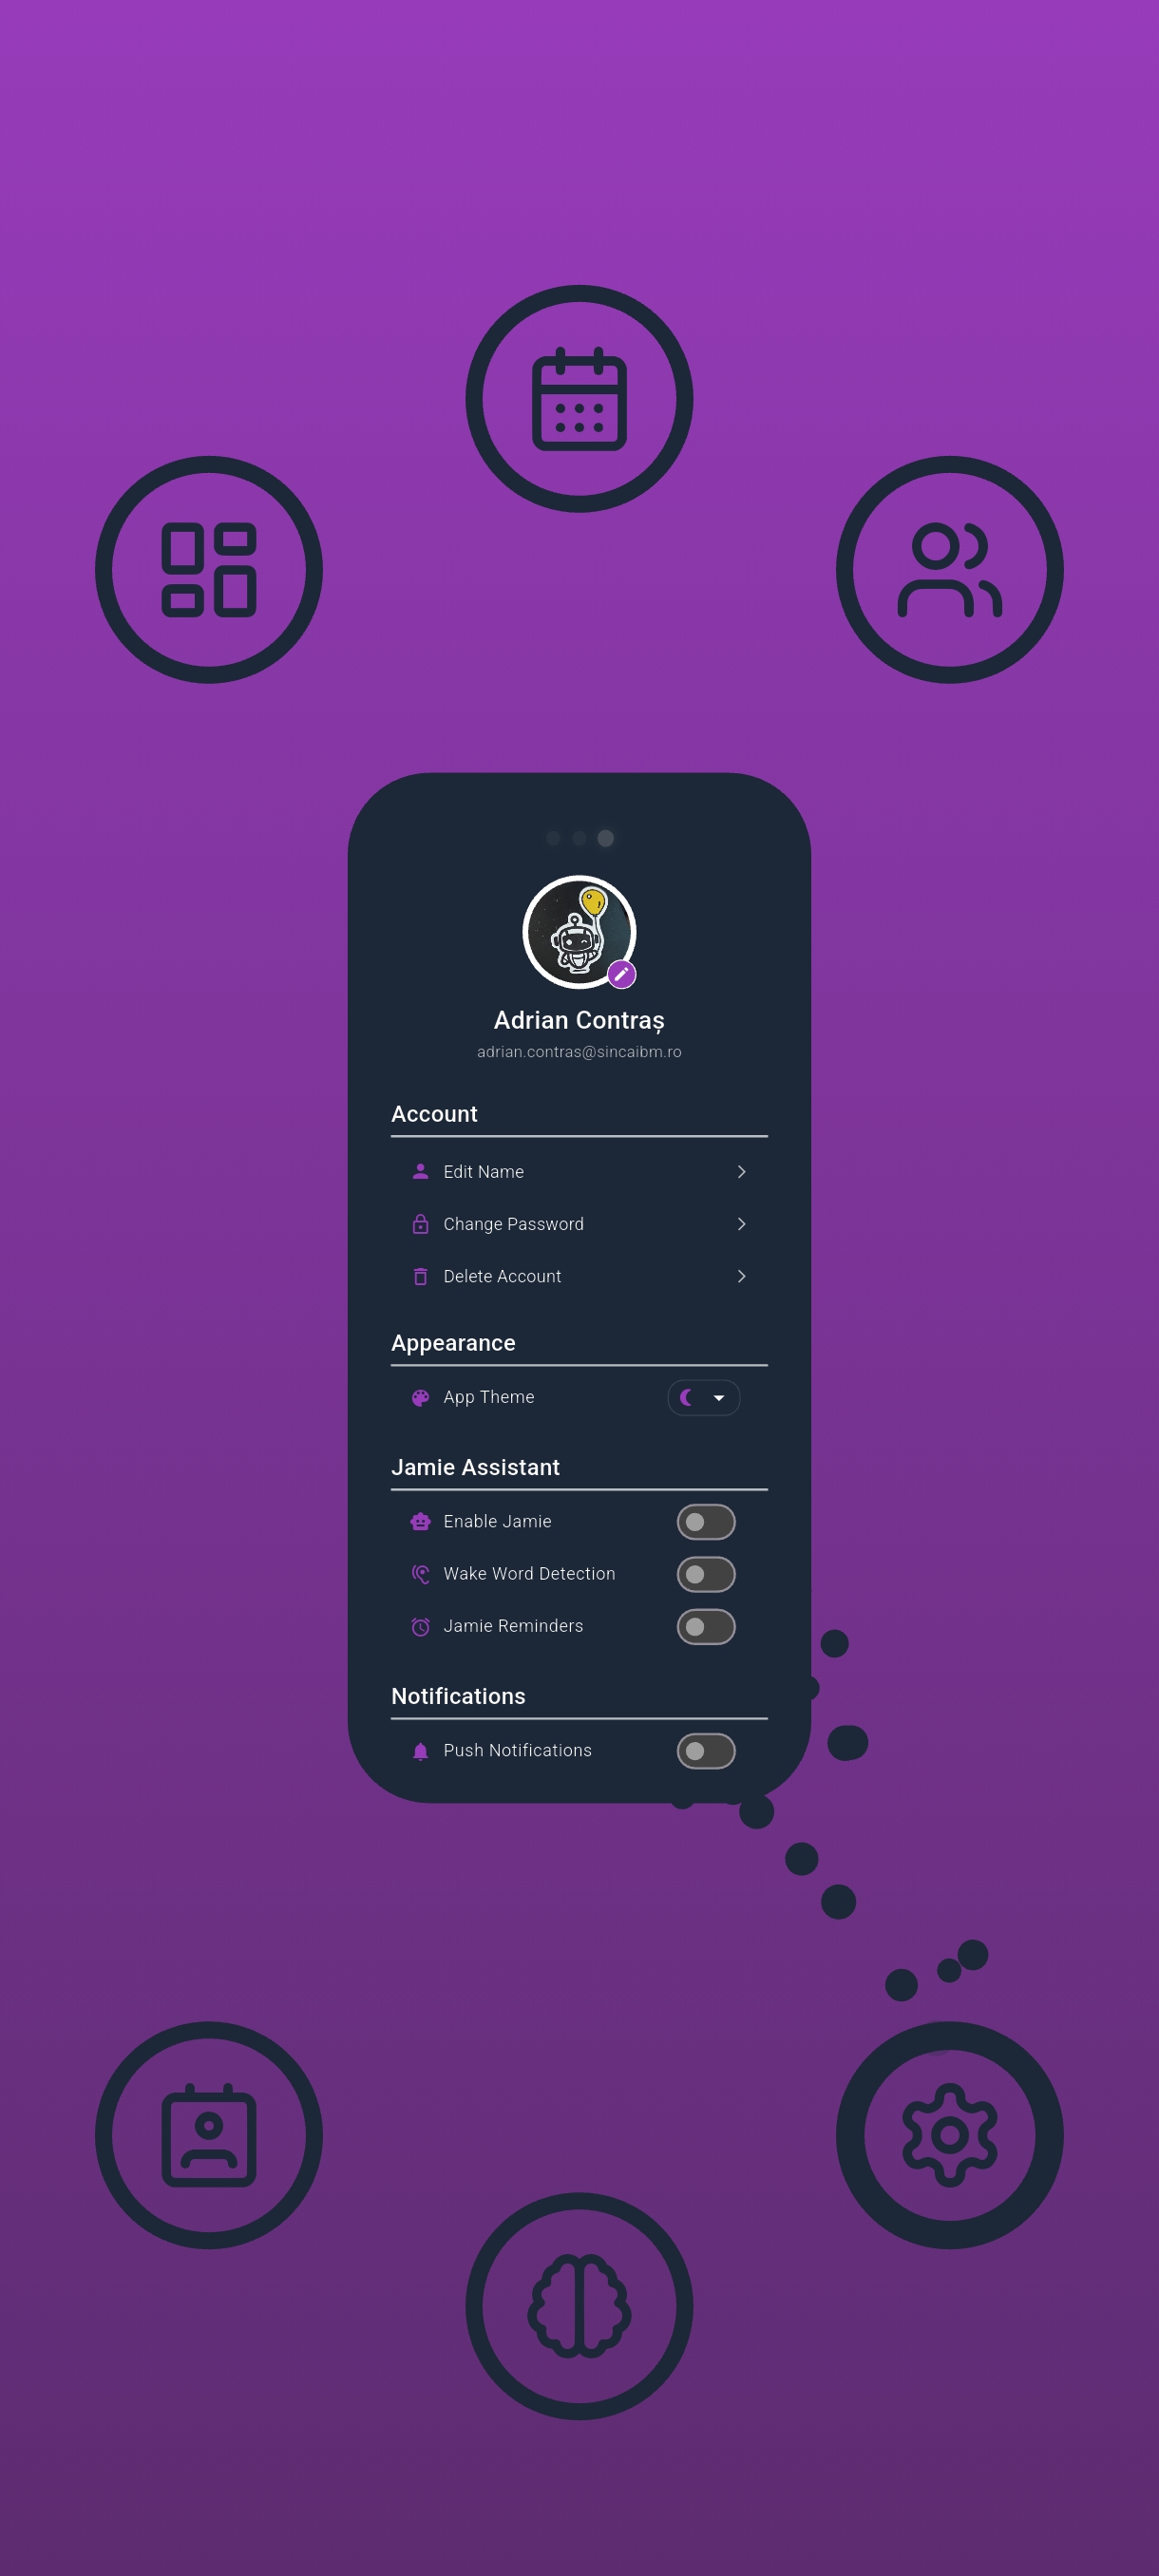 Adrian Contraș
adrian.contras@sincaibm.ro
Account
Edit Name
Change Password
Delete Account
Appearance
App Theme
Jamie Assistant
Enable Jamie
Wake Word Detection
Jamie Reminders
Notifications
Push Notifications